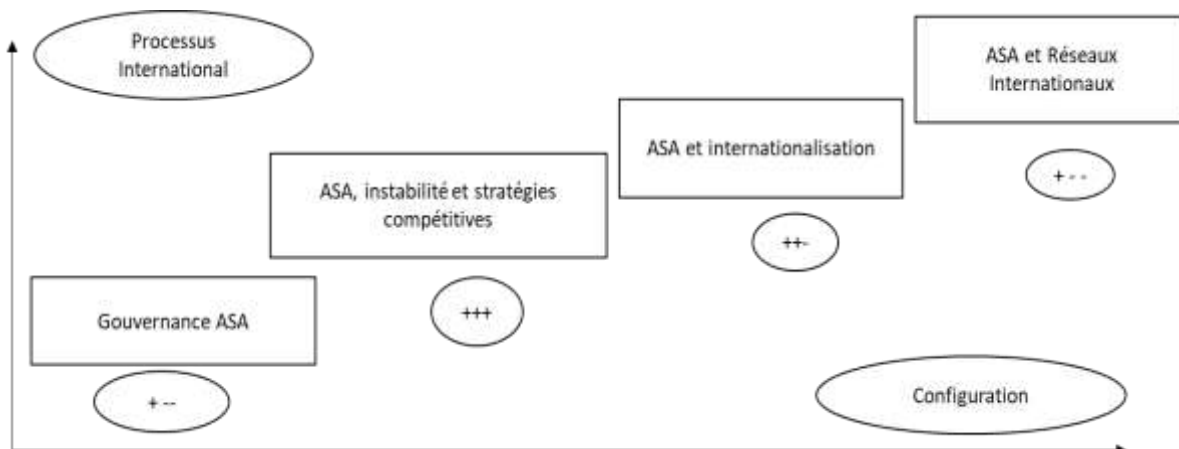 Processus
International
ASA et Réseaux
Internationaux
ASA et internationalisation
+ - -
ASA, instabilité et stratégies
compétitives
++-
+++
Gouvernance ASA
+ --
Configuration